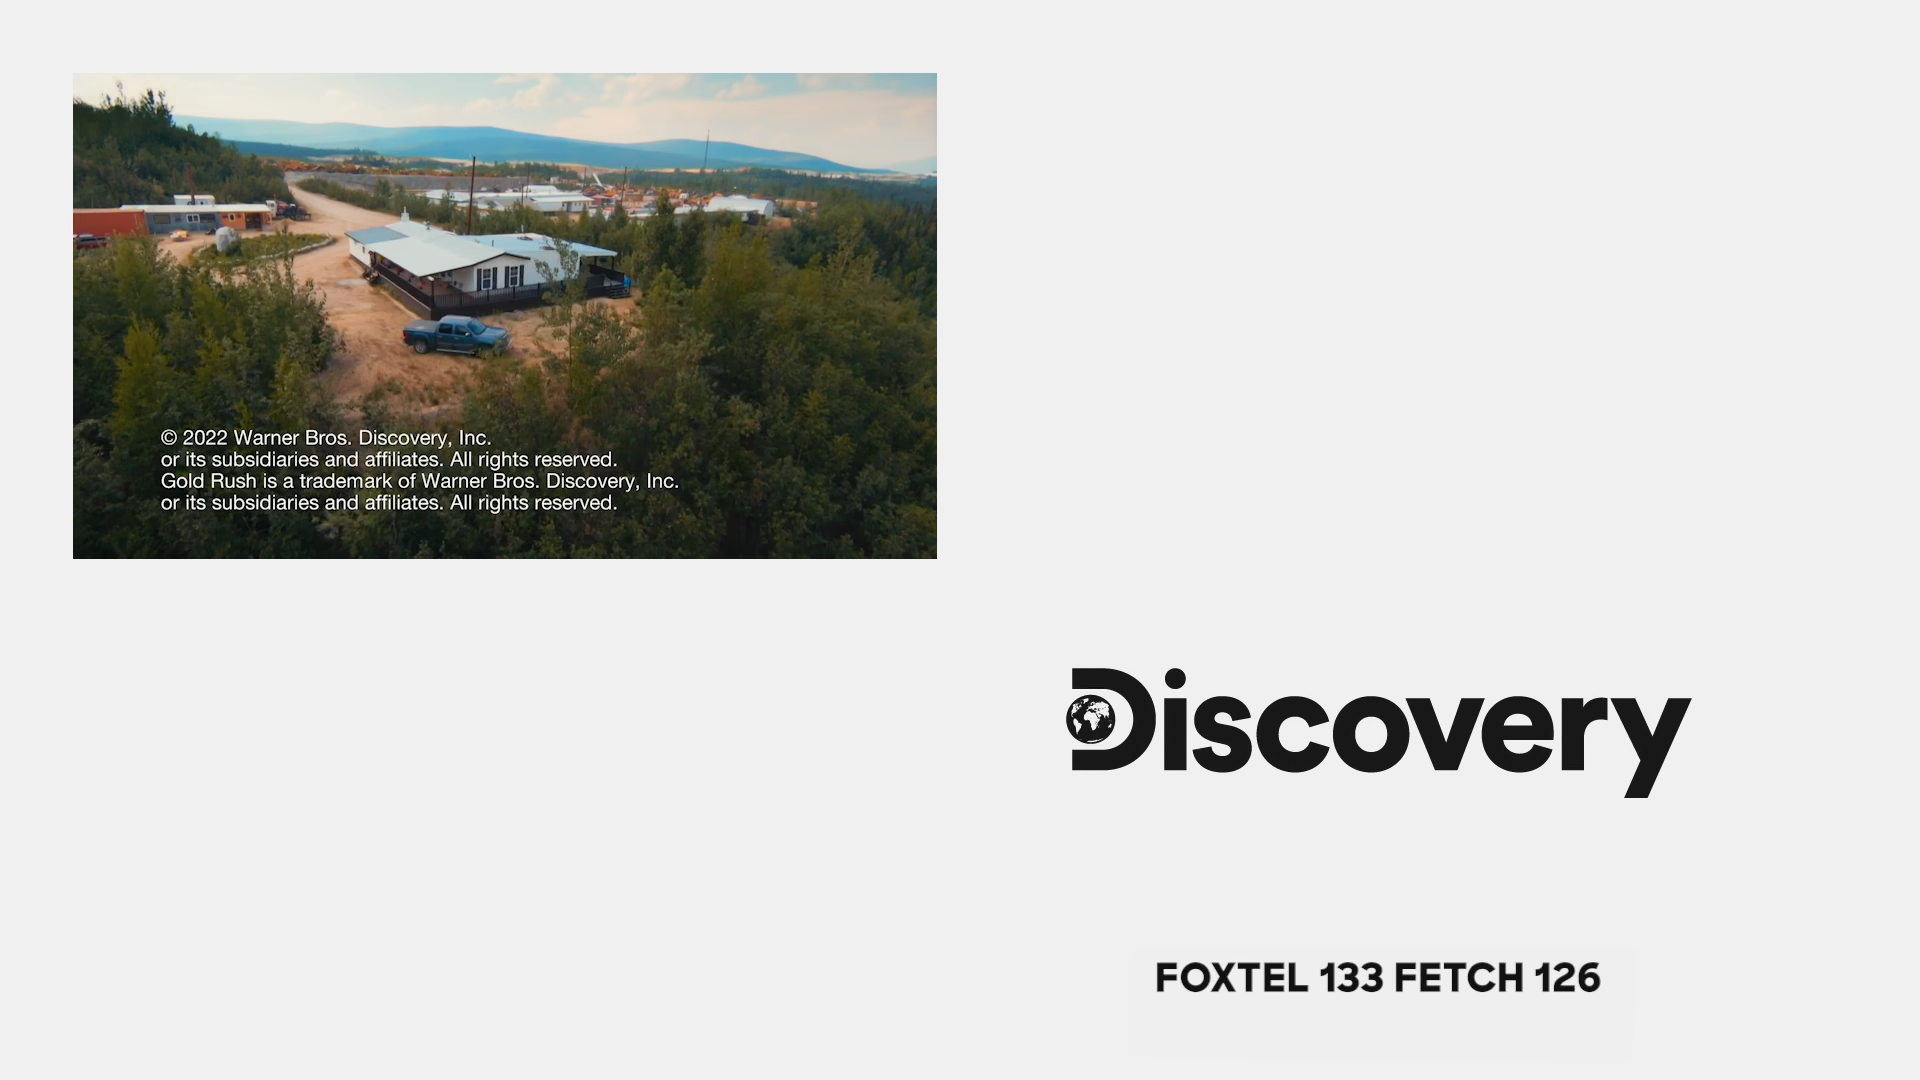 © 2022 Warner Bros. Discovery, Inc.
or its subsidiaries and affiliates. All rights reserved.
Gold Rush is a trademark of Warner Bros. Discovery, Inc.
or its subsidiaries and affiliates. All rights reserved.
Discovery
FOXTEL 133 FETCH 126